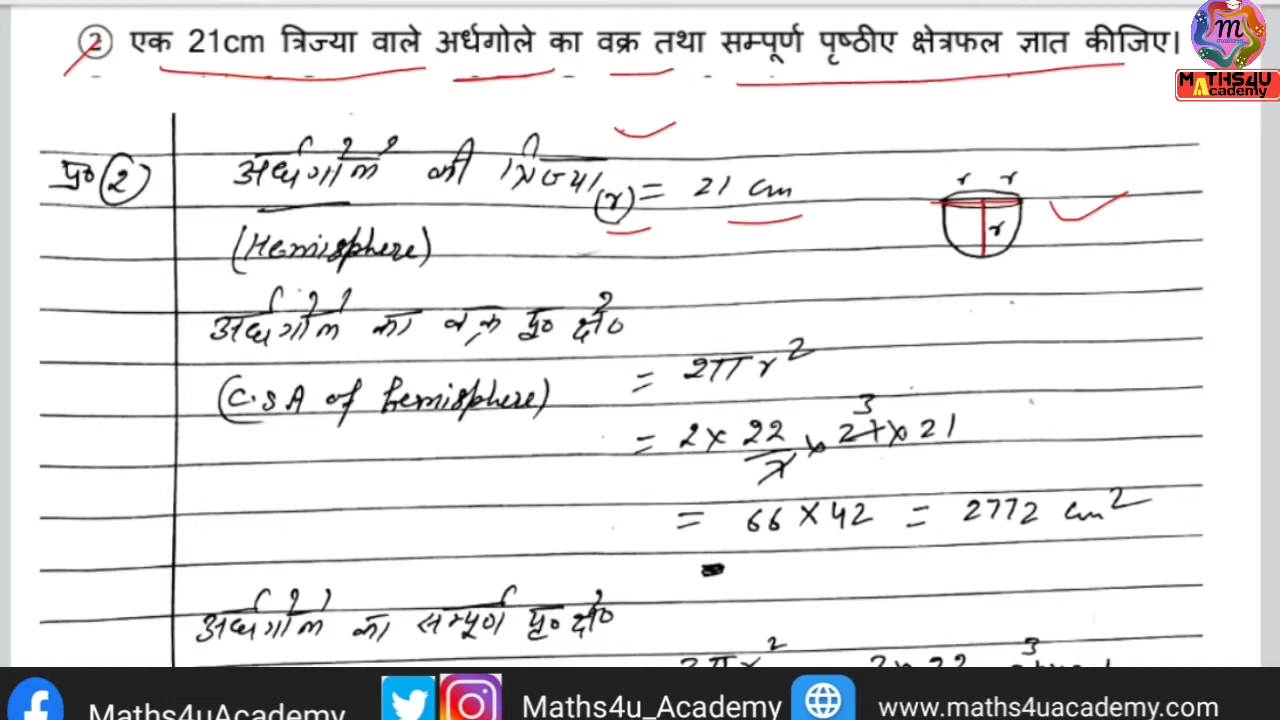 ② एक 21cm त्रिज्या वाले अर्धगोले का वक्र तथा सम्पूर्ण पृष्ठीए क्षेत्रफल ज्ञात कीजिए।
m
MATHS4U
Academy
प्र० ② अर्धगोले की त्रिज्या (r) = 21 cm
r r
r
(Hemisphere)
अर्धगोले का वक्र पृ० क्षे०
(C.S.A of hemisphere) = 2πr²
= 2 × 22/7 × 21 × 21
3
= 66 × 42 = 2772 cm²
अर्धगोले का सम्पूर्ण पृ० क्षे०
Maths4uAcademy Maths4u_Academy www.maths4uacademy.com